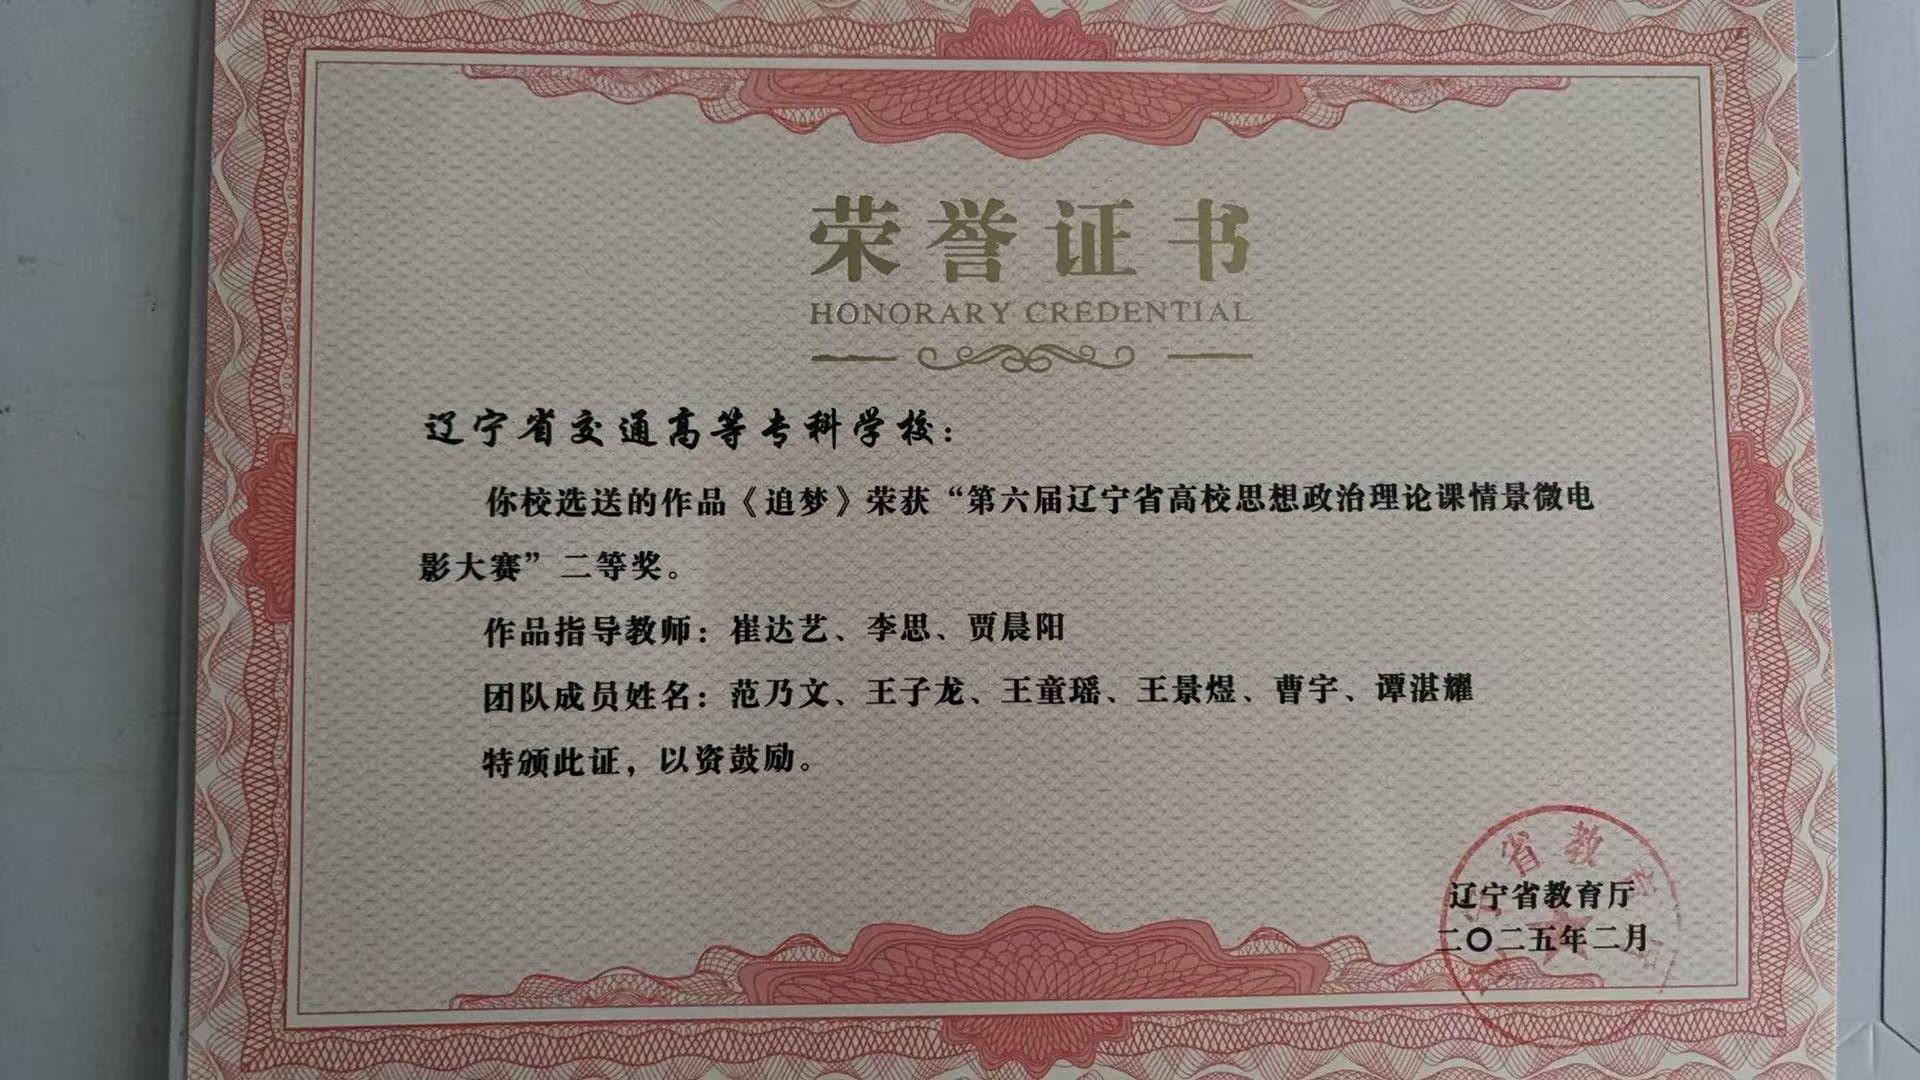 荣誉证书
HONORARY CREDENTIAL
辽宁省交通高等专科学校：
你校选送的作品《追梦》荣获“第六届辽宁省高校思想政治理论课情景微电
影大赛”二等奖。
作品指导教师：崔达艺、李思、贾晨阳
团队成员姓名：范乃文、王子龙、王童瑶、王景煜、曹宇、谭湛耀
特颁此证，以资鼓励。
省教
辽宁省教育厅
二〇二五年二月